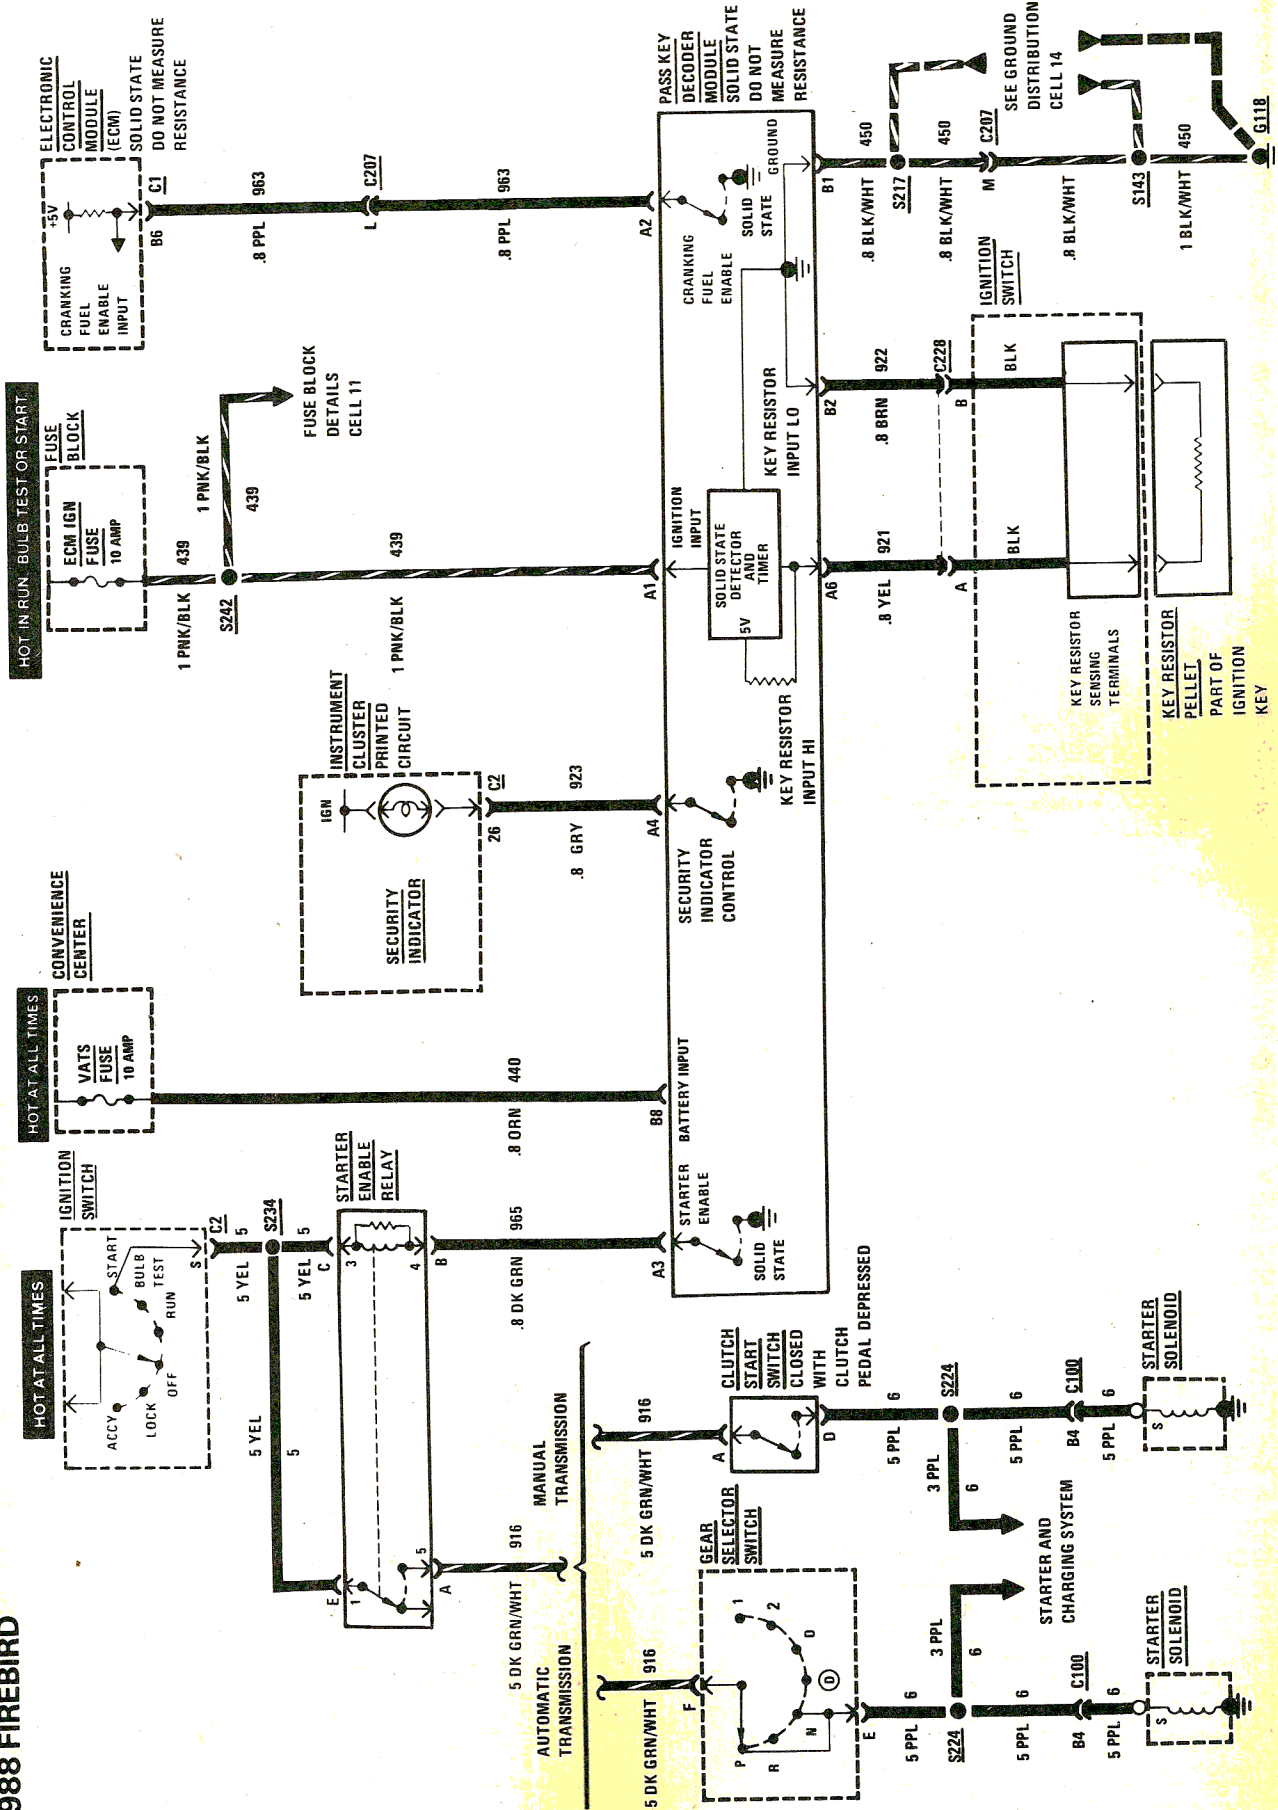 988 FIREBIRD
HOT AT ALL TIMES
IGNITION
SWITCH
ACCY
LOCK
OFF
RUN
BULB
TEST
START
S
C2
5 YEL
5
S234
5 YEL
5
5 YEL
5
C
3
4
B
E
1
5
A
STARTER
ENABLE
RELAY
.8 DK GRN
965
A3
5 DK GRN/WHT
916
AUTOMATIC
TRANSMISSION
MANUAL
TRANSMISSION
5 DK GRN/WHT
916
F
GEAR
SELECTOR
SWITCH
P
R
N
D
D
2
1
E
5 PPL
6
S224
3 PPL
6
5 PPL
6
B4
C100
5 PPL
6
STARTER
SOLENOID
S
STARTER AND
CHARGING SYSTEM
5 DK GRN/WHT
916
A
CLUTCH
START
SWITCH
CLOSED
WITH
CLUTCH
PEDAL DEPRESSED
D
5 PPL
6
S224
3 PPL
6
5 PPL
6
B4
C100
5 PPL
6
STARTER
SOLENOID
S
HOT AT ALL TIMES
CONVENIENCE
CENTER
VATS
FUSE
10 AMP
.8 ORN
440
B8
BATTERY INPUT
STARTER
ENABLE
SOLID
STATE
INSTRUMENT
CLUSTER
PRINTED
CIRCUIT
IGN
SECURITY
INDICATOR
26
C2
.8 GRY
923
A4
SECURITY
INDICATOR
CONTROL
HOT IN RUN, BULB TEST OR START
FUSE
BLOCK
ECM IGN
FUSE
10 AMP
1 PNK/BLK
439
S242
1 PNK/BLK
439
FUSE BLOCK
DETAILS
CELL 11
1 PNK/BLK
439
A1
IGNITION
INPUT
SOLID STATE
DETECTOR
AND
TIMER
5V
KEY RESISTOR
INPUT HI
KEY RESISTOR
INPUT LO
ELECTRONIC
CONTROL
MODULE
(ECM)
SOLID STATE
DO NOT MEASURE
RESISTANCE
+5V
CRANKING
FUEL
ENABLE
INPUT
B6
C1
.8 PPL
963
L
C207
.8 PPL
963
A2
CRANKING
FUEL
ENABLE
SOLID
STATE
GROUND
PASS KEY
DECODER
MODULE
SOLID STATE
DO NOT
MEASURE
RESISTANCE
B1
.8 BLK/WHT
450
S217
.8 BLK/WHT
450
M
C207
.8 BLK/WHT
S143
1 BLK/WHT
450
G118
SEE GROUND
DISTRIBUTION
CELL 14
A6
.8 YEL
921
A
BLK
B2
.8 BRN
922
C228
B
BLK
IGNITION
SWITCH
KEY RESISTOR
SENSING
TERMINALS
KEY RESISTOR
PELLET
PART OF
IGNITION
KEY